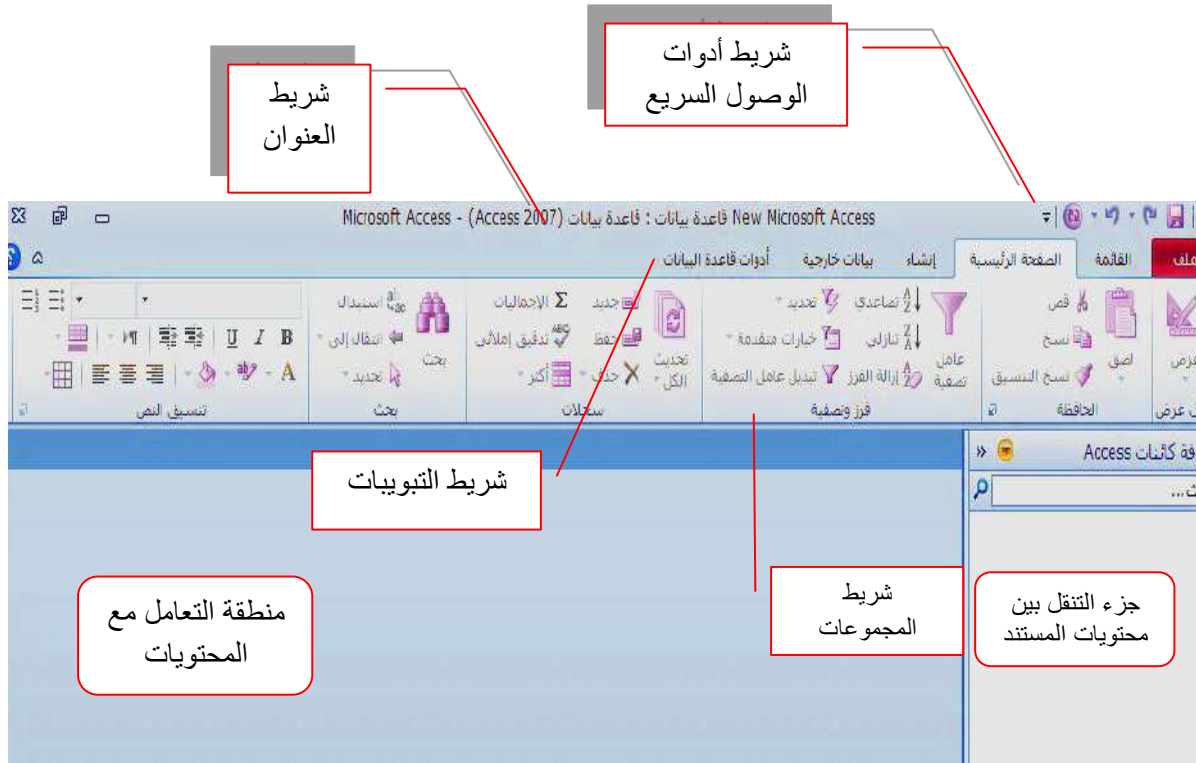 شريط أدوات
الوصول السريع
شريط
العنوان
New Microsoft Access قاعدة بيانات : قاعدة بيانات (Access 2007) - Microsoft Access
ملف القائمة الصفحة الرئيسية إنشاء بيانات خارجية أدوات قاعدة البيانات
قص
نسخ
نسخ التنسيق
لصق
الحافظة
عامل
تصفية
تصاعدي تحديد
تنازلي خيارات متقدمة
إزالة الفرز تبديل عامل التصفية
فرز وتصفية
تحديث
الكل
جديد Σ الإجماليات
حفظ تدقيق إملائي
حذف أكثر
سجلات
بحث
استبدال
انتقال إلى
تحديد
بحث
B I U
A
تنسيق النص
كائنات Access
شريط التبويبات
شريط
المجموعات
جزء التنقل بين
محتويات المستند
منطقة التعامل مع
المحتويات